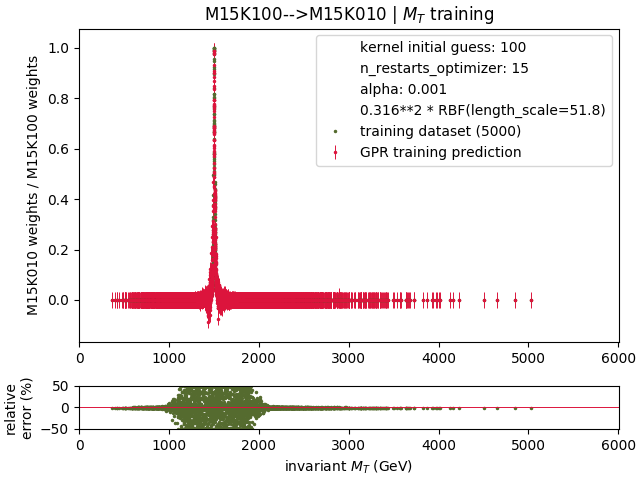 M15K100-->M15K010 | M_T training
M15K010 weights / M15K100 weights
1.0
0.8
0.6
0.4
0.2
0.0
kernel initial guess: 100
n_restarts_optimizer: 15
alpha: 0.001
0.316**2 * RBF(length_scale=51.8)
training dataset (5000)
GPR training prediction
0 1000 2000 3000 4000 5000 6000
relative
error (%)
50
0
−50
0 1000 2000 3000 4000 5000 6000
invariant M_T (GeV)